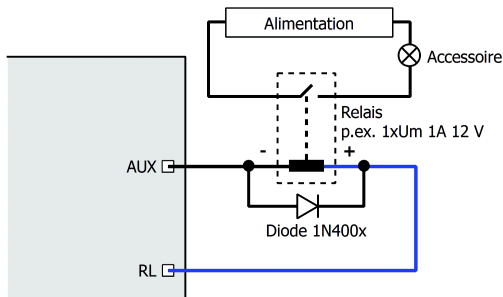 Alimentation
Accessoire
Relais
p.ex. 1xUm 1A 12 V
- +
AUX
Diode 1N400x
RL